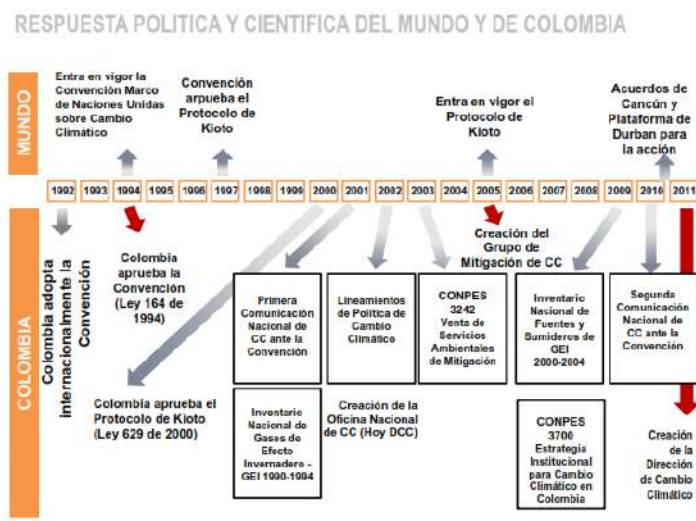 RESPUESTA POLITICA Y CIENTIFICA DEL MUNDO Y DE COLOMBIA
MUNDO
Entra en vigor la
Convención Marco
de Naciones Unidas
sobre Cambio
Climático
Convención
arpueba el
Protocolo de
Kioto
Entra en vigor el
Protocolo de
Kioto
Acuerdos de
Cancún y
Plataforma de
Durban para
la acción
1992 1993 1994 1995 1996 1997 1998 1999 2000 2001 2002 2003 2004 2005 2006 2007 2008 2009 2010 2011
COLOMBIA
Colombia adopta
internacionalmente la
Convención
Colombia
aprueba la
Convención
(Ley 164 de
1994)
Colombia aprueba el
Protocolo de Kioto
(Ley 629 de 2000)
Primera
Comunicación
Nacional de
CC ante la
Convención
Inventario
Nacional de
Gases de
Efecto
Invernadero -
GEI 1990-1994
Lineamientos
de Política de
Cambio
Climático
Creación de la
Oficina Nacional
de CC (Hoy DCC)
CONPES
3242
Venta de
Servicios
Ambientales
de Mitigación
Creación del
Grupo de
Mitigación de CC
Inventario
Nacional de
Fuentes y
Sumideros de
GEI
2000-2004
CONPES
3700
Estrategia
Institucional
para Cambio
Climático en
Colombia
Segunda
Comunicación
Nacional de
CC ante la
Convención
Creación
de la
Dirección
de Cambio
Climático